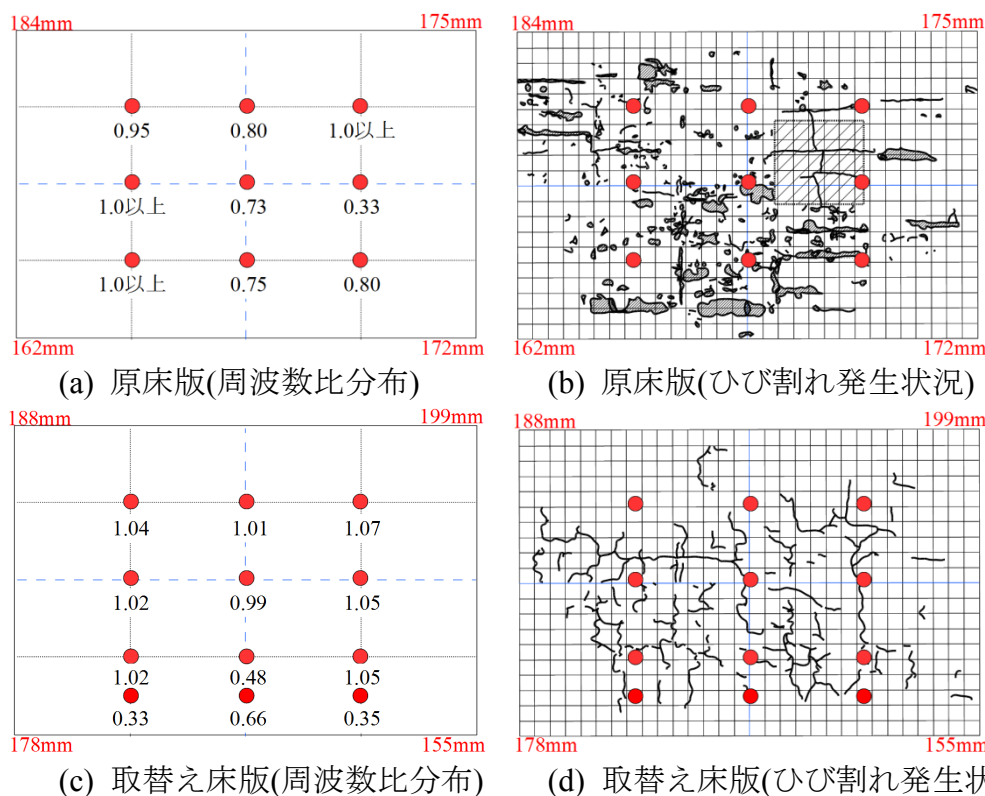 184mm 175mm 184mm 175mm
0.95 0.80 1.0以上
1.0以上 0.73 0.33
1.0以上 0.75 0.80
162mm 172mm 162mm 172mm
(a) 原床版(周波数比分布) (b) 原床版(ひび割れ発生状況)
188mm 199mm 188mm 199mm
1.04 1.01 1.07
1.02 0.99 1.05
1.02 0.48 1.05
0.33 0.66 0.35
178mm 155mm 178mm 155mm
(c) 取替え床版(周波数比分布) (d) 取替え床版(ひび割れ発生状